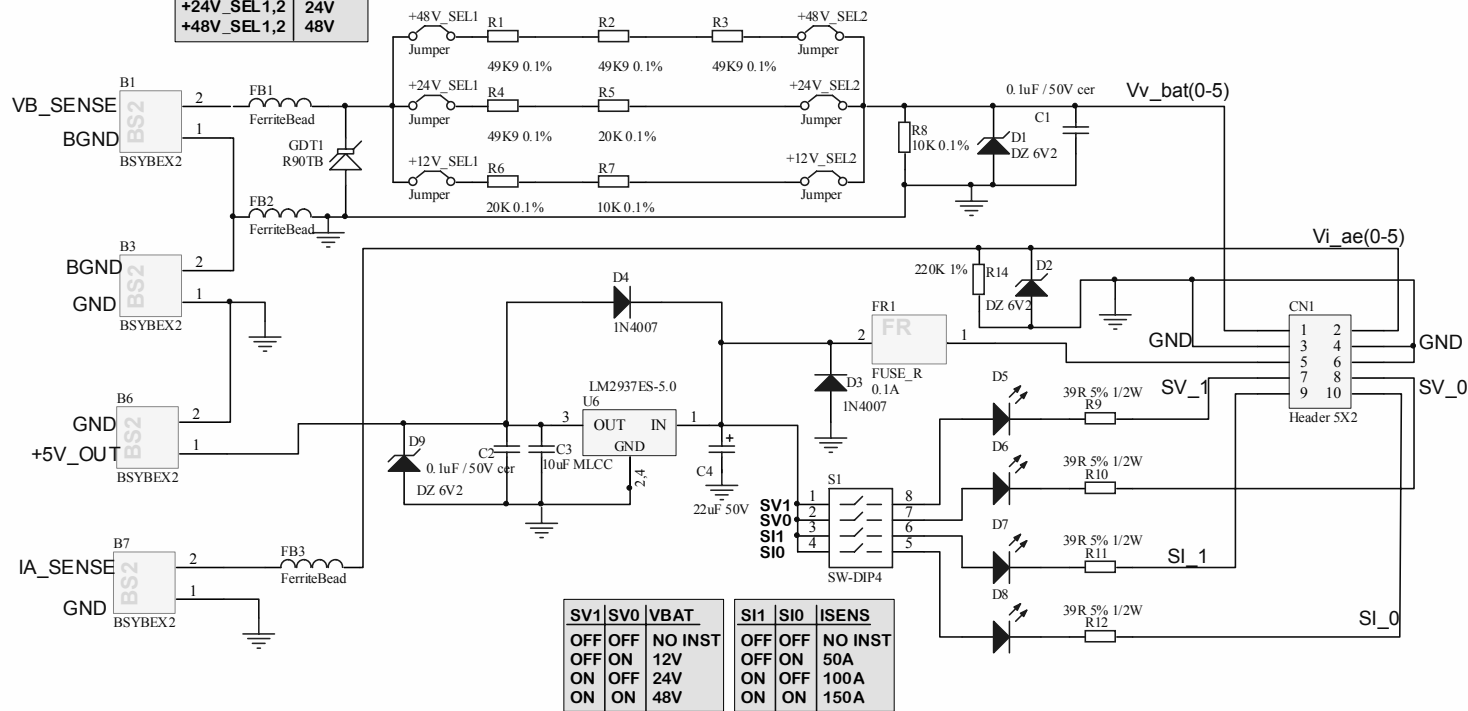 +24V_SEL1,2 24V
+48V_SEL1,2 48V
+48V_SEL1 R1 R2 R3 +48V_SEL2
Jumper Jumper
49K9 0.1% 49K9 0.1% 49K9 0.1%
B1
VB_SENSE
BS2
2
FB1
FerriteBead
+24V_SEL1 R4 R5 +24V_SEL2
Jumper Jumper
49K9 0.1% 20K 0.1%
0.1uF / 50V cer
Vv_bat(0-5)
C1
BGND
1
BSYBEX2
GDT1
R90TB
R8
10K 0.1%
D1
DZ 6V2
+12V_SEL1 R6 R7 +12V_SEL2
Jumper Jumper
20K 0.1% 10K 0.1%
FB2
FerriteBead
B3
BGND
BS2
2
GND
1
BSYBEX2
Vi_ae(0-5)
220K 1%
R14
D2
DZ 6V2
D4
1N4007
FR1
FR
2 1
FUSE_R
0.1A
D3
1N4007
CN1
1 2
3 4
5 6
7 8
9 10
Header 5X2
GND
GND
SV_1
SV_0
B6
GND
BS2
2
+5V_OUT
1
BSYBEX2
LM2937ES-5.0
U6
3 OUT IN 1
GND
2,4
D9
DZ 6V2
C2
0.1uF / 50V cer
C3
10uF MLCC
C4
+
22uF 50V
D5
39R 5% 1/2W
R9
D6
39R 5% 1/2W
R10
S1
SV1 1 8
SV0 2 7
SI1 3 6
SI0 4 5
SW-DIP4
D7
39R 5% 1/2W
R11
SI_1
D8
39R 5% 1/2W
R12
SI_0
B7
IA_SENSE
BS2
2
GND
1
BSYBEX2
FB3
FerriteBead
SV1 SV0 VBAT
OFF OFF NO INST
OFF ON 12V
ON OFF 24V
ON ON 48V
SI1 SI0 ISENS
OFF OFF NO INST
OFF ON 50A
ON OFF 100A
ON ON 150A